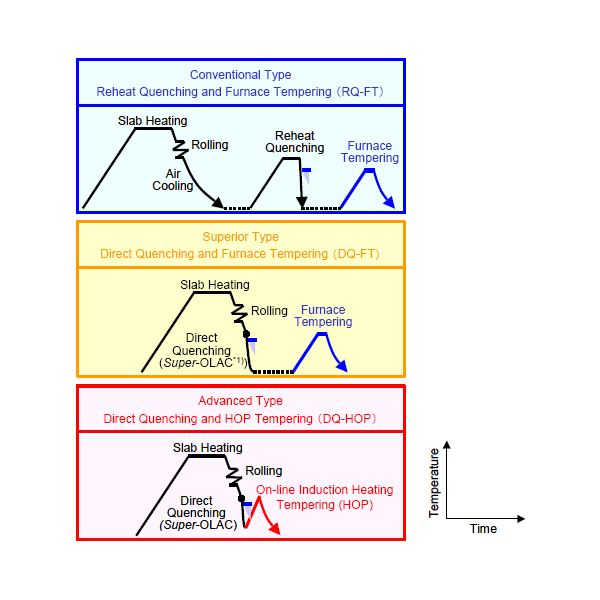 Conventional Type
Reheat Quenching and Furnace Tempering (RQ-FT)
Slab Heating
Rolling
Air
Cooling
Reheat
Quenching
Furnace
Tempering
Superior Type
Direct Quenching and Furnace Tempering (DQ-FT)
Slab Heating
Rolling
Direct
Quenching
(Super-OLAC*1))
Furnace
Tempering
Advanced Type
Direct Quenching and HOP Tempering (DQ-HOP)
Slab Heating
Rolling
Direct
Quenching
(Super-OLAC)
On-line Induction Heating
Tempering (HOP)
Temperature
Time